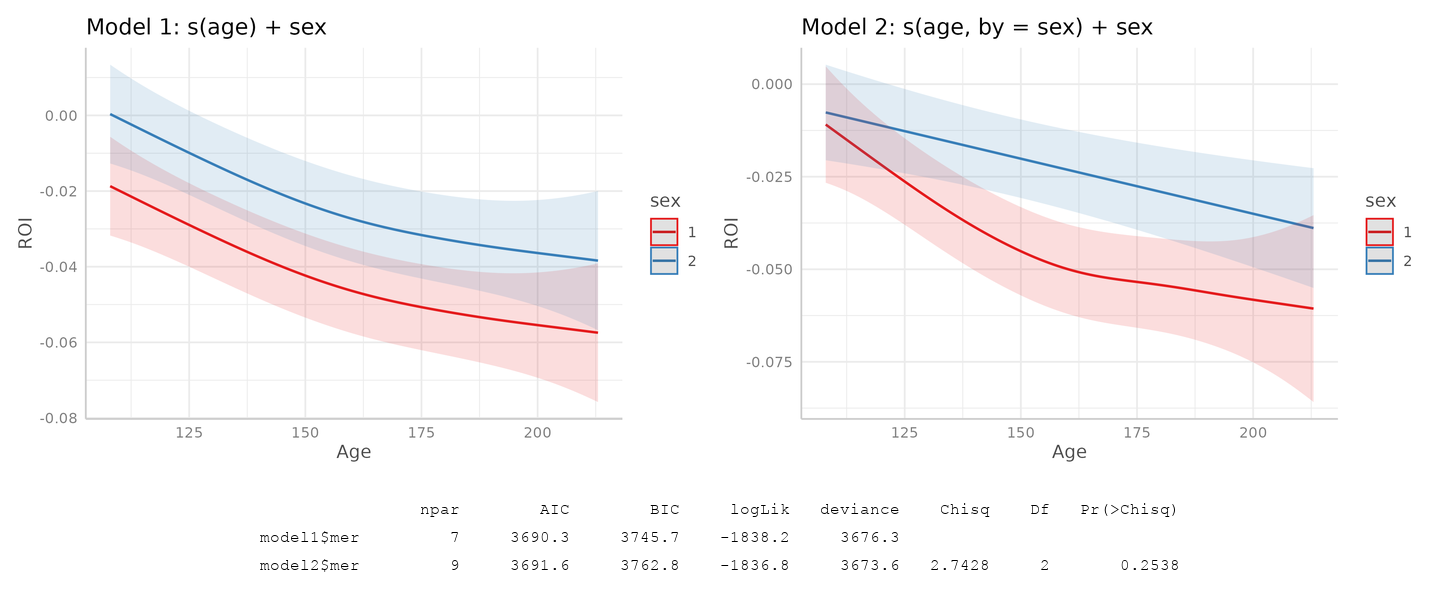 Model 1: s(age) + sex
0.00
-0.02
-0.04
-0.06
-0.08
125 150 175 200
Age
ROI
sex
1
2
Model 2: s(age, by = sex) + sex
0.000
-0.025
-0.050
-0.075
125 150 175 200
Age
ROI
sex
1
2
npar AIC BIC logLik deviance Chisq Df Pr(>Chisq)
model1$mer 7 3690.3 3745.7 -1838.2 3676.3
model2$mer 9 3691.6 3762.8 -1836.8 3673.6 2.7428 2 0.2538